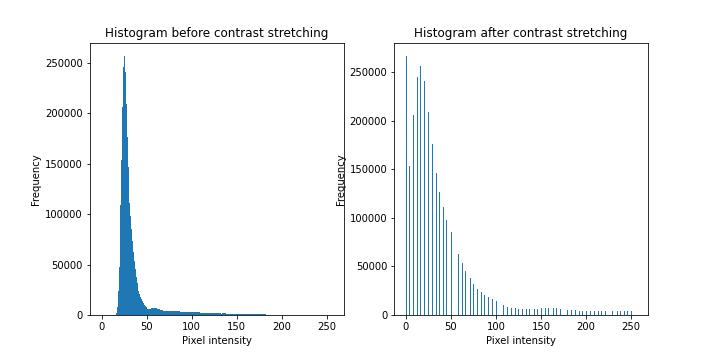 Histogram before contrast stretching
250000
200000
150000
100000
50000
0
Frequency
0 50 100 150 200 250
Pixel intensity
Histogram after contrast stretching
250000
200000
150000
100000
50000
0
Frequency
0 50 100 150 200 250
Pixel intensity